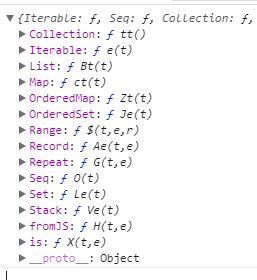 ▼{Iterable: ƒ, Seq: ƒ, Collection: ƒ,
▶Collection: ƒ tt()
▶Iterable: ƒ e(t)
▶List: ƒ Bt(t)
▶Map: ƒ ct(t)
▶OrderedMap: ƒ Zt(t)
▶OrderedSet: ƒ Je(t)
▶Range: ƒ $(t,e,r)
▶Record: ƒ Ae(t,e)
▶Repeat: ƒ G(t,e)
▶Seq: ƒ O(t)
▶Set: ƒ Le(t)
▶Stack: ƒ Ve(t)
▶fromJS: ƒ H(t,e)
▶is: ƒ X(t,e)
▶__proto__: Object